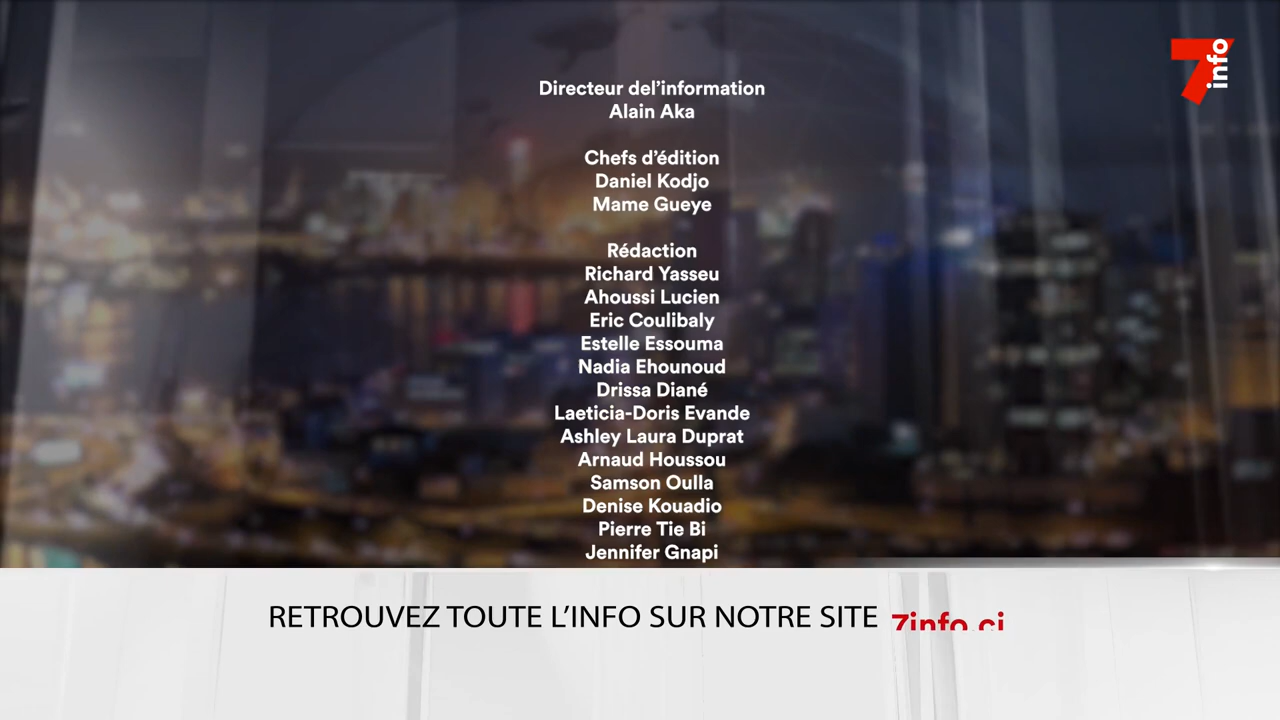 7info
Directeur del'information
Alain Aka
Chefs d'édition
Daniel Kodjo
Mame Gueye
Rédaction
Richard Yasseu
Ahoussi Lucien
Eric Coulibaly
Estelle Essouma
Nadia Ehounoud
Drissa Diané
Laeticia-Doris Evande
Ashley Laura Duprat
Arnaud Houssou
Samson Oulla
Denise Kouadio
Pierre Tie Bi
Jennifer Gnapi
RETROUVEZ TOUTE L'INFO SUR NOTRE SITE 7info.ci